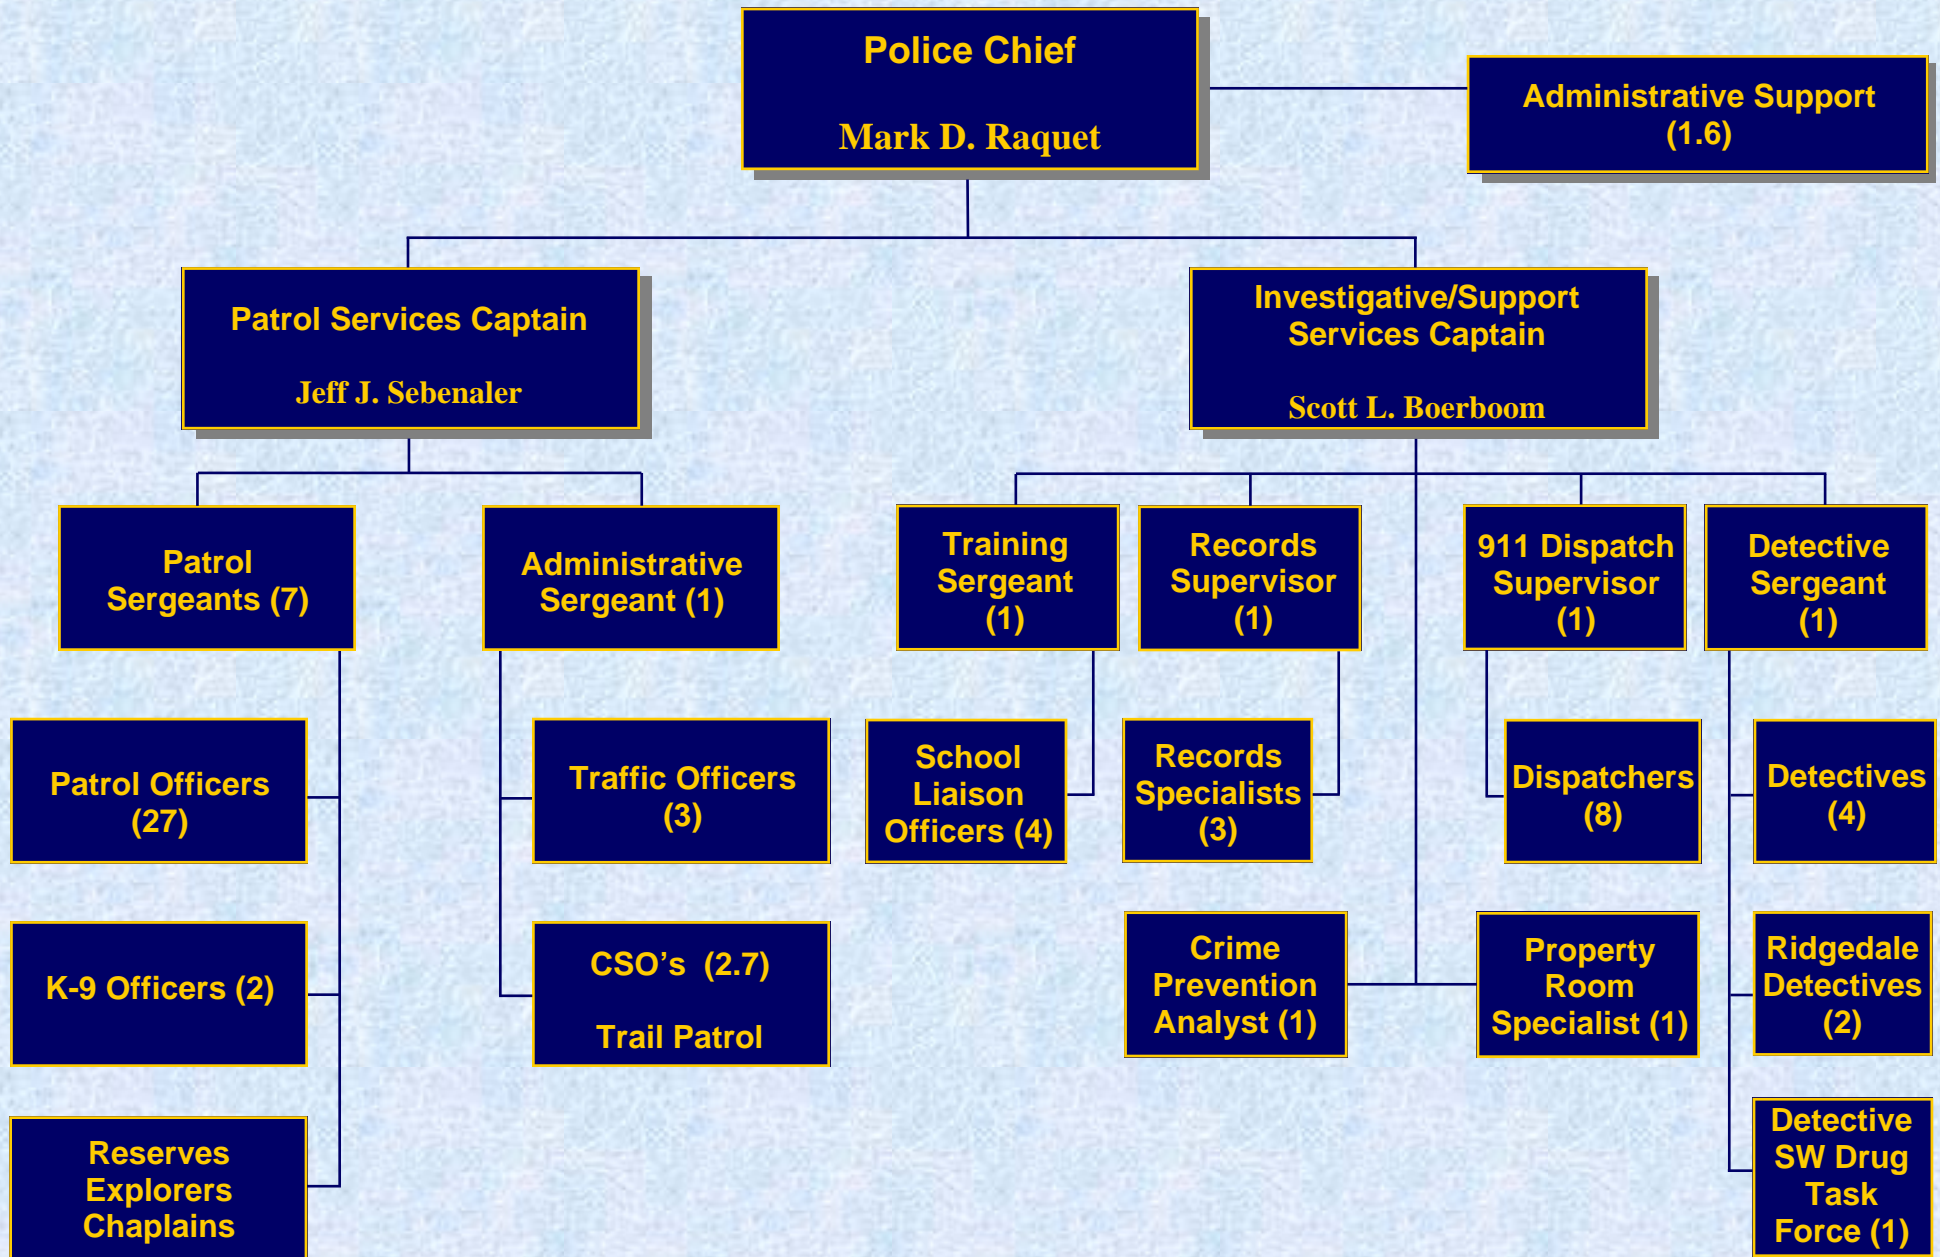 Police Chief
Mark D. Raquet
Administrative Support
(1.6)
Patrol Services Captain
Jeff J. Sebenaler
Investigative/Support
Services Captain
Scott L. Boerboom
Patrol
Sergeants (7)
Administrative
Sergeant (1)
Training
Sergeant
(1)
Records
Supervisor
(1)
911 Dispatch
Supervisor
(1)
Detective
Sergeant
(1)
Patrol Officers
(27)
Traffic Officers
(3)
School
Liaison
Officers (4)
Records
Specialists
(3)
Dispatchers
(8)
Detectives
(4)
K-9 Officers (2)
CSO’s  (2.7)
Trail Patrol
Crime
Prevention
Analyst (1)
Property
Room
Specialist (1)
Ridgedale
Detectives
(2)
Reserves
Explorers
Chaplains
Detective
SW Drug
Task
Force (1)